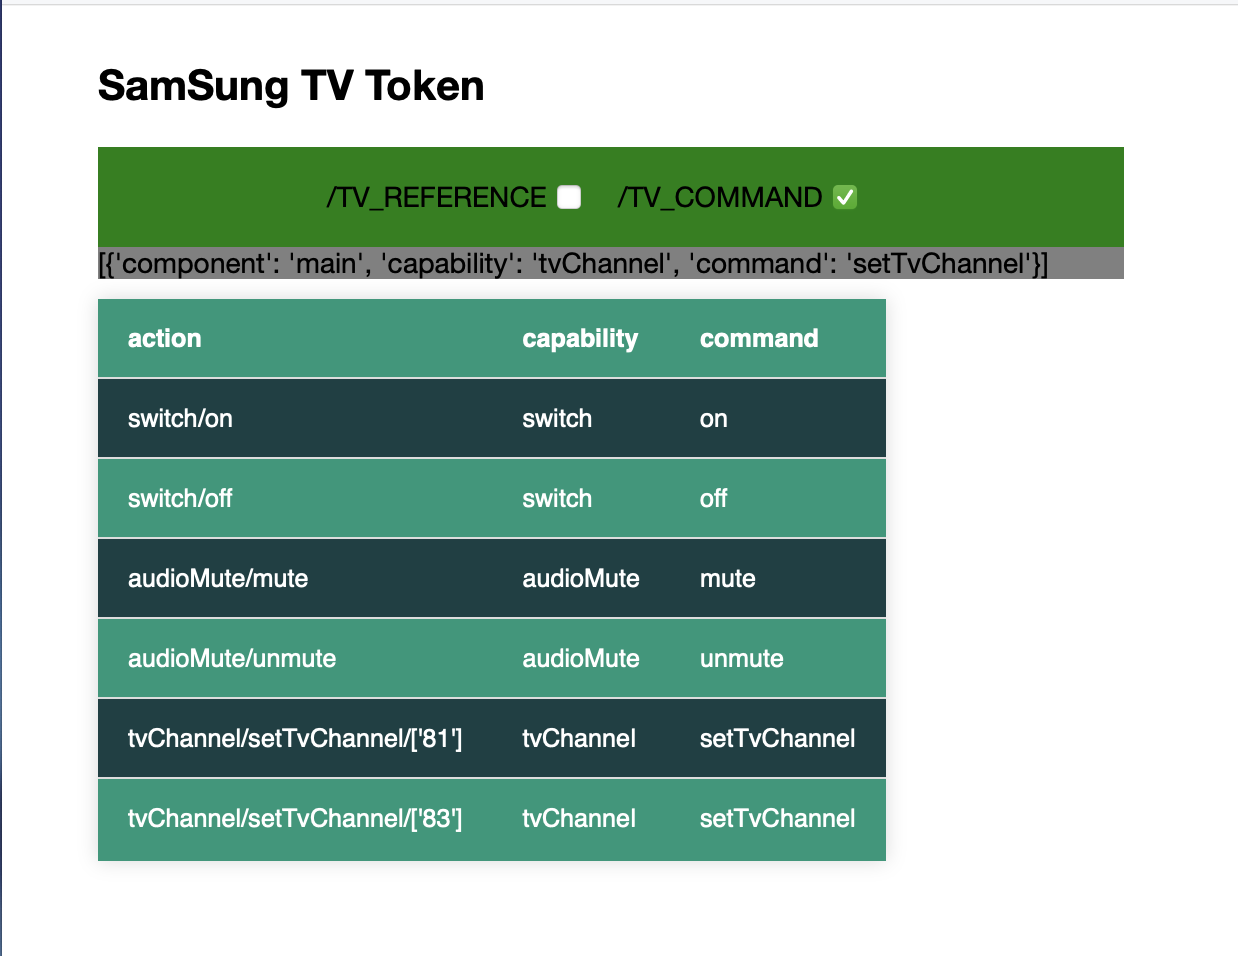 SamSung TV Token
/TV_REFERENCE /TV_COMMAND
[{'component': 'main', 'capability': 'tvChannel', 'command': 'setTvChannel'}]
action capability command
switch/on switch on
switch/off switch off
audioMute/mute audioMute mute
audioMute/unmute audioMute unmute
tvChannel/setTvChannel/['81'] tvChannel setTvChannel
tvChannel/setTvChannel/['83'] tvChannel setTvChannel